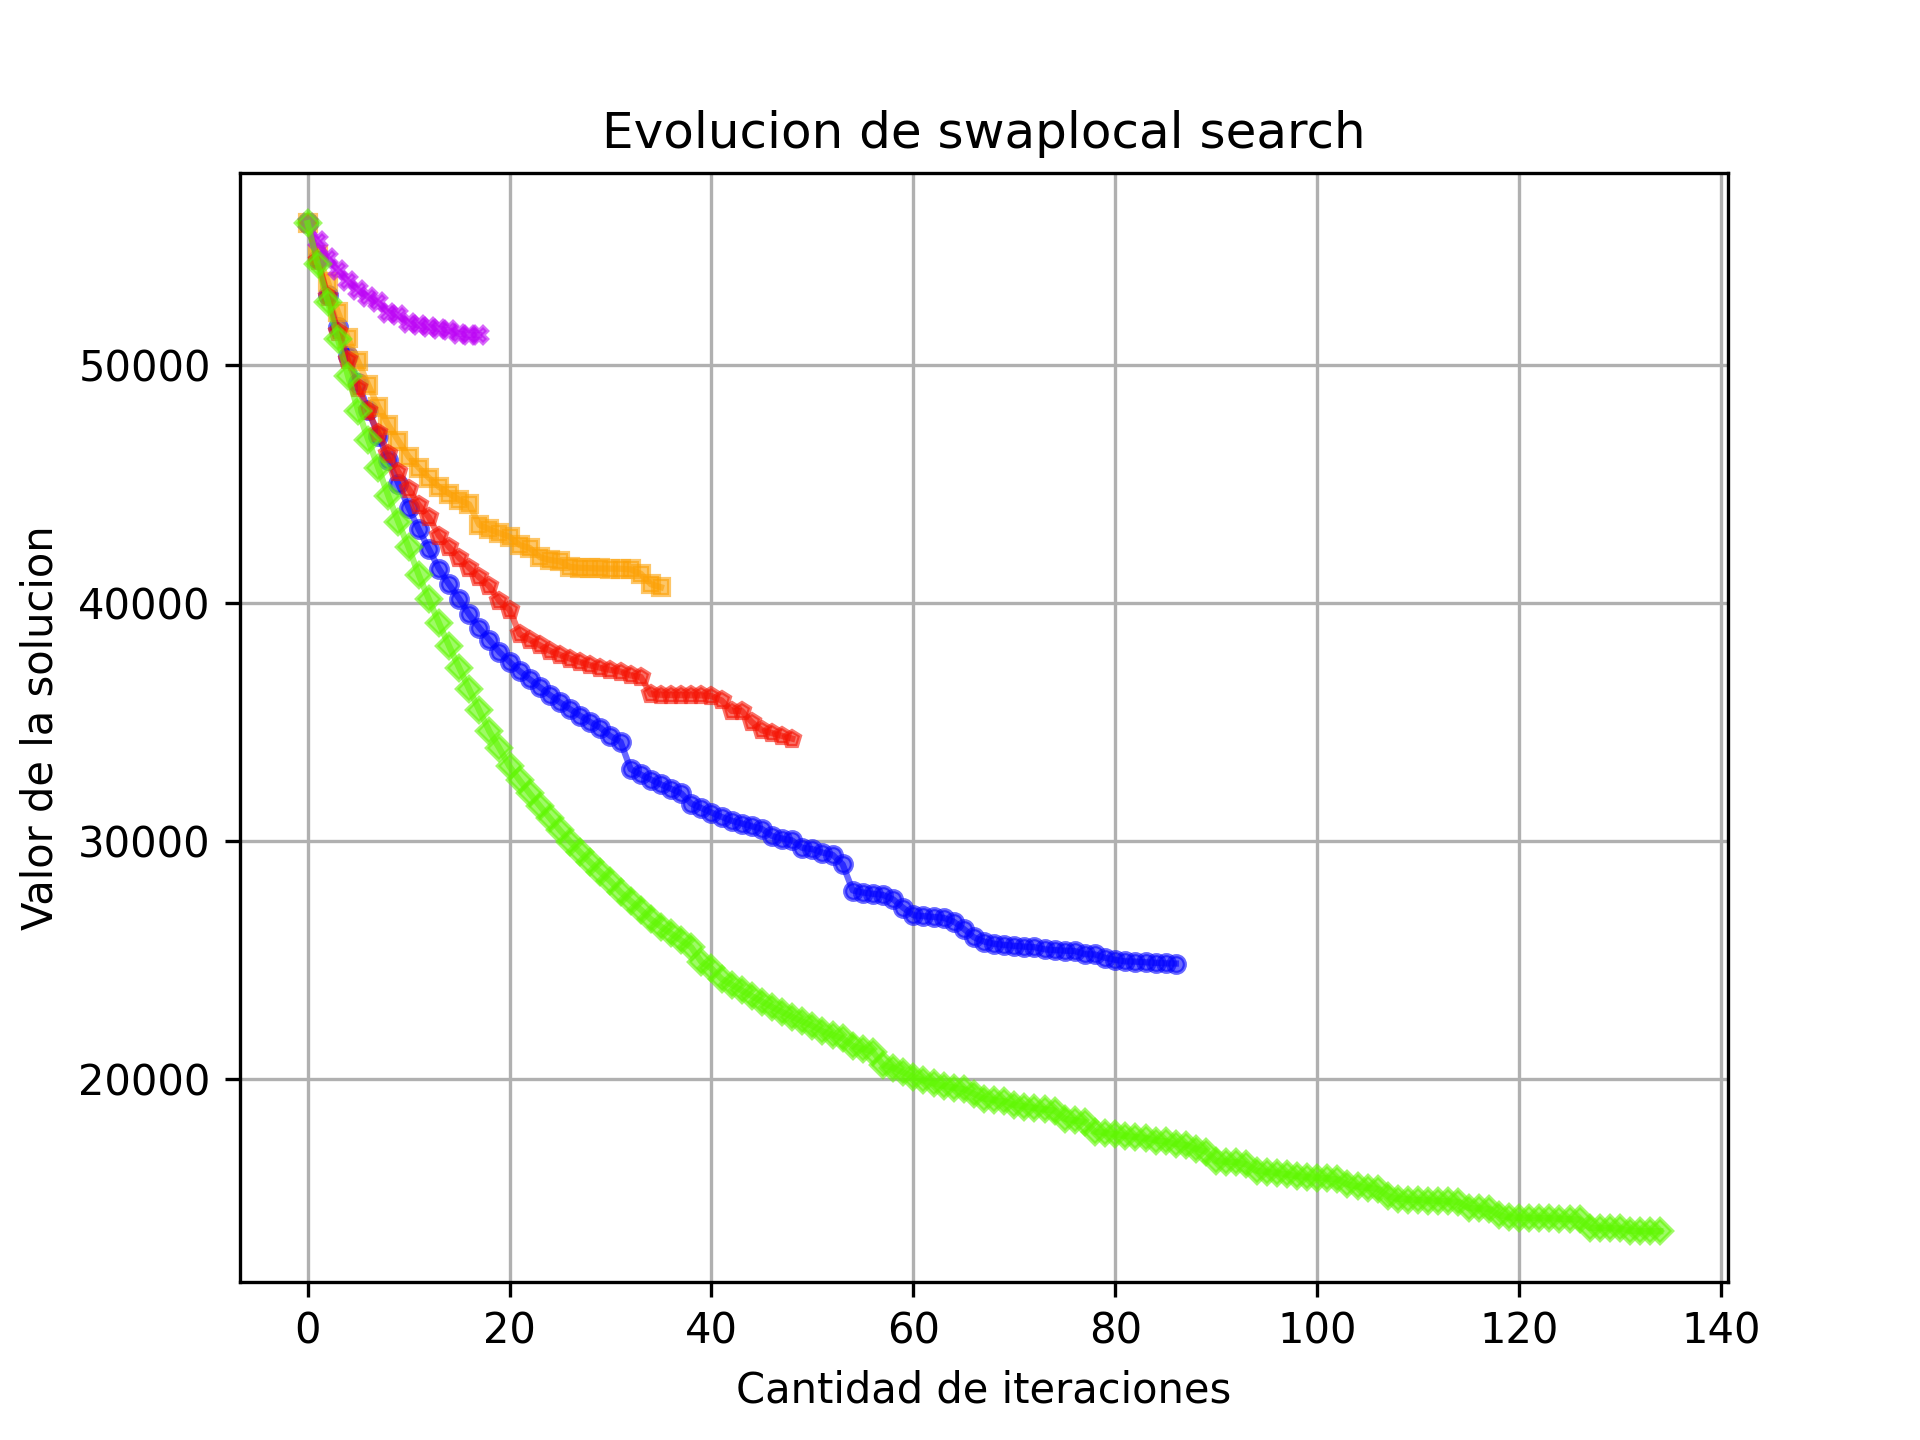 Evolucion de swaplocal search
Valor de la solucion
50000
40000
30000
20000
0 20 40 60 80 100 120 140
Cantidad de iteraciones